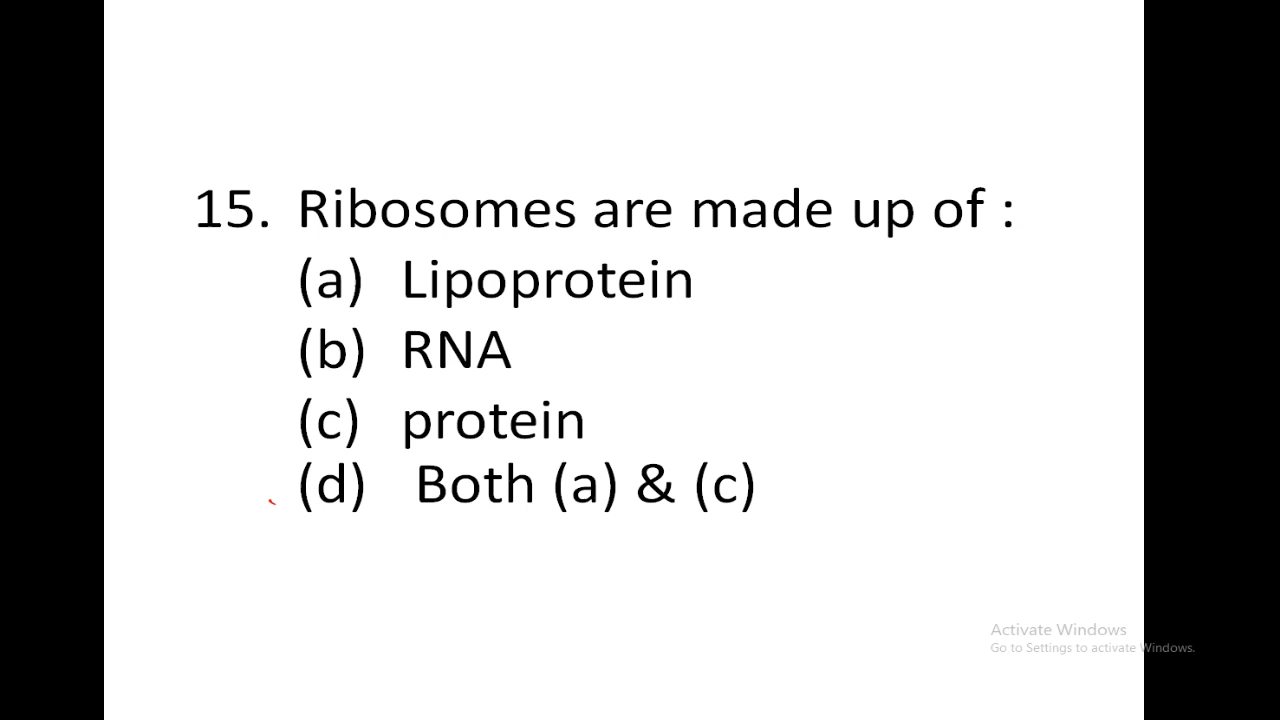 15. Ribosomes are made up of :
(a) Lipoprotein
(b) RNA
(c) protein
(d) Both (a) & (c)
Activate Windows
Go to Settings to activate Windows.